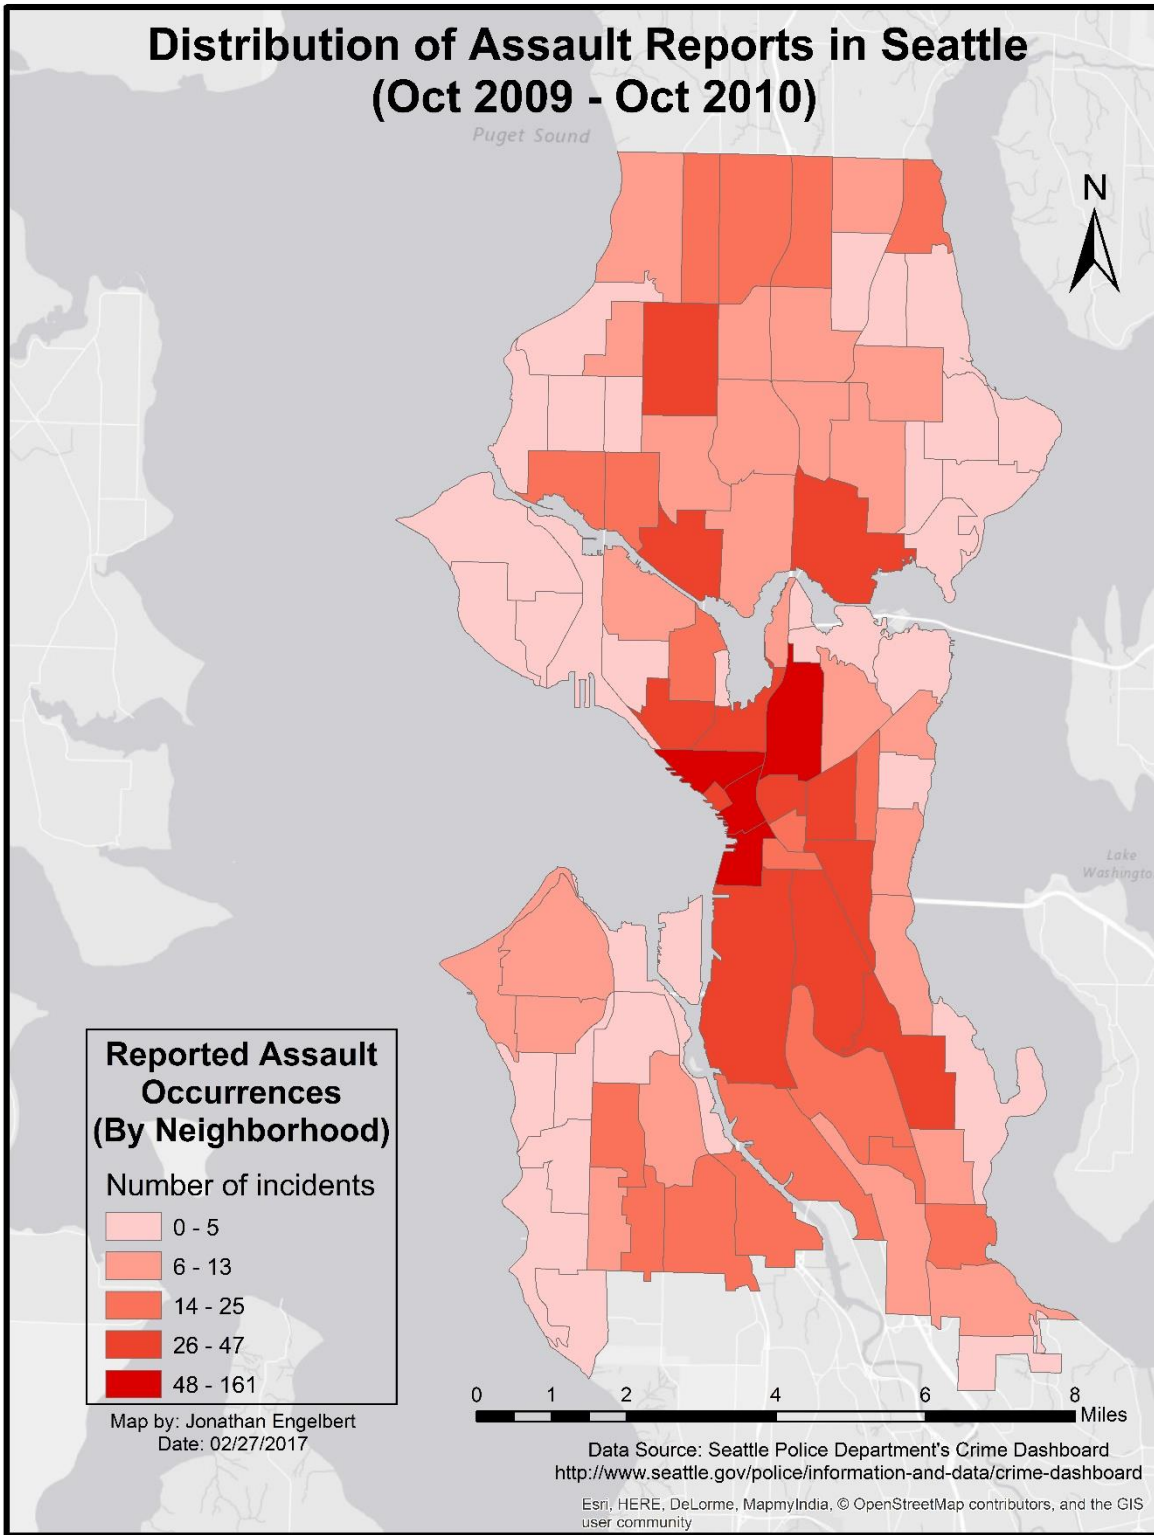 Distribution of Assault Reports in Seattle
(Oct 2009 - Oct 2010)
Puget Sound
N
Lake
Washingto
Reported Assault
Occurrences
(By Neighborhood)
Number of incidents
0 - 5
6 - 13
14 - 25
26 - 47
48 - 161
Map by: Jonathan Engelbert
Date: 02/27/2017
0 1 2 4 6 8
Miles
Data Source: Seattle Police Department's Crime Dashboard
http://www.seattle.gov/police/information-and-data/crime-dashboard
Esri, HERE, DeLorme, MapmyIndia, © OpenStreetMap contributors, and the GIS
user community